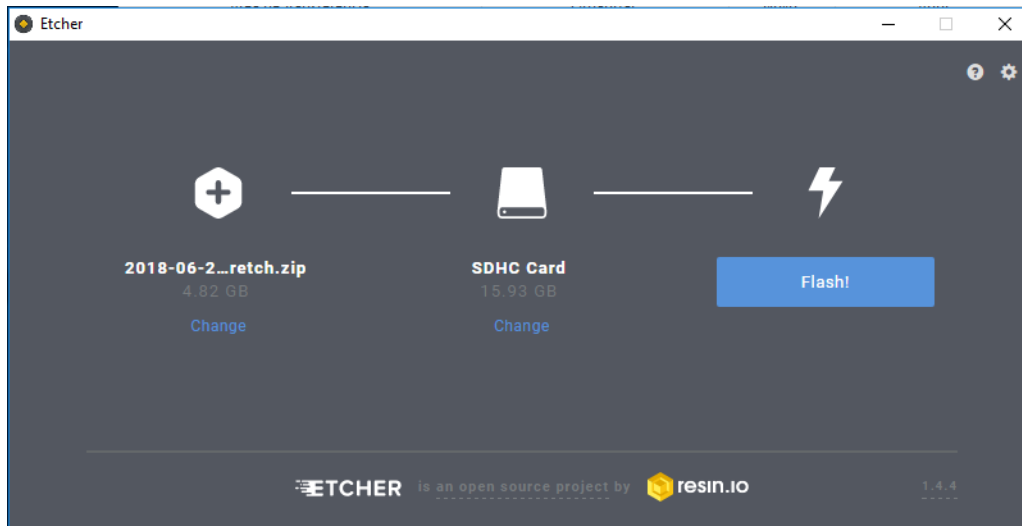 Etcher
2018-06-2...retch.zip
4.82 GB
Change
SDHC Card
15.93 GB
Change
Flash!
ETCHER is an open source project by resin.io 1.4.4